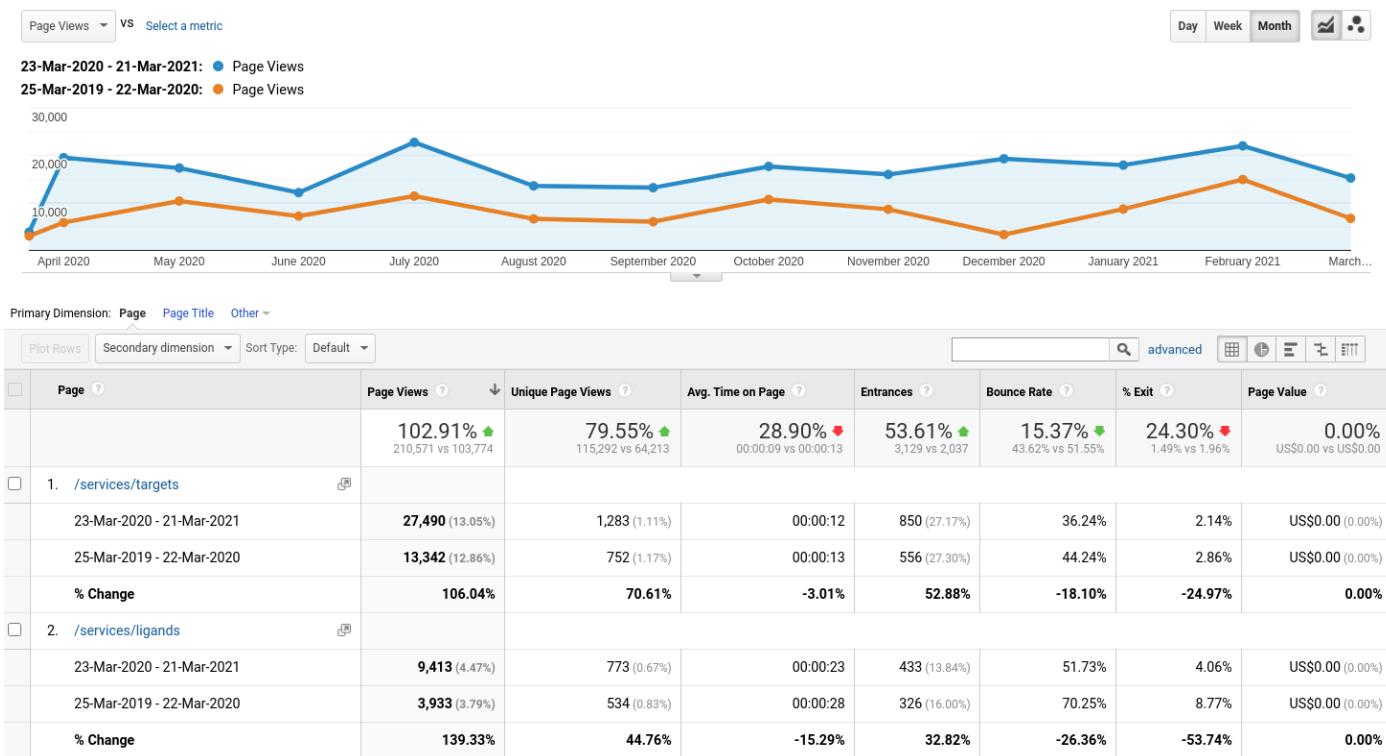 Page Views VS Select a metric Day Week Month
23-Mar-2020 - 21-Mar-2021: Page Views
25-Mar-2019 - 22-Mar-2020: Page Views
30,000
20,000
10,000
April 2020 May 2020 June 2020 July 2020 August 2020 September 2020 October 2020 November 2020 December 2020 January 2021 February 2021 March...
Primary Dimension: Page Page Title Other
Plot Rows Secondary dimension Sort Type: Default advanced
Page ? Page Views ? Unique Page Views ? Avg. Time on Page ? Entrances ? Bounce Rate ? % Exit ? Page Value ?
102.91% 79.55% 28.90% 53.61% 15.37% 24.30% 0.00%
210,571 vs 103,774 115,292 vs 64,213 00:00:09 vs 00:00:13 3,129 vs 2,037 43.62% vs 51.55% 1.49% vs 1.96% US$0.00 vs US$0.00
1. /services/targets
23-Mar-2020 - 21-Mar-2021 27,490 (13.05%) 1,283 (1.11%) 00:00:12 850 (27.17%) 36.24% 2.14% US$0.00 (0.00%)
25-Mar-2019 - 22-Mar-2020 13,342 (12.86%) 752 (1.17%) 00:00:13 556 (27.30%) 44.24% 2.86% US$0.00 (0.00%)
% Change 106.04% 70.61% -3.01% 52.88% -18.10% -24.97% 0.00%
2. /services/ligands
23-Mar-2020 - 21-Mar-2021 9,413 (4.47%) 773 (0.67%) 00:00:23 433 (13.84%) 51.73% 4.06% US$0.00 (0.00%)
25-Mar-2019 - 22-Mar-2020 3,933 (3.79%) 534 (0.83%) 00:00:28 326 (16.00%) 70.25% 8.77% US$0.00 (0.00%)
% Change 139.33% 44.76% -15.29% 32.82% -26.36% -53.74% 0.00%